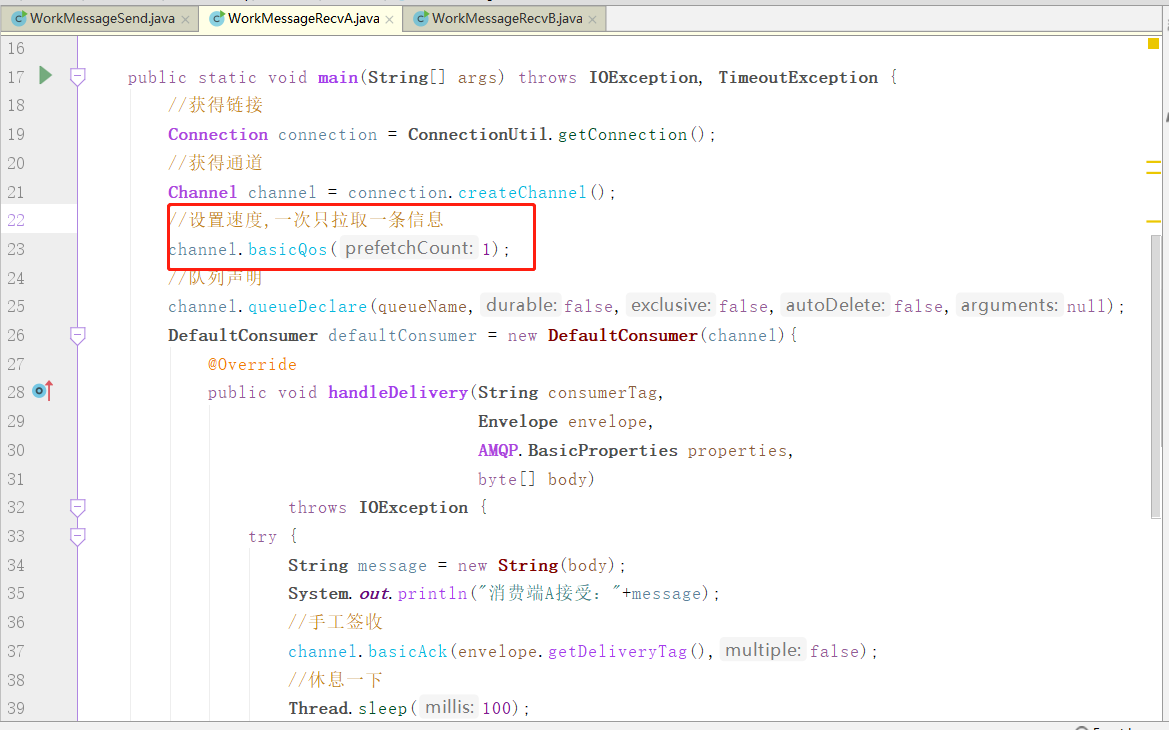 WorkMessageSend.java × WorkMessageRecvA.java × WorkMessageRecvB.java ×
16
17 public static void main(String[] args) throws IOException, TimeoutException {
18 //获得链接
19 Connection connection = ConnectionUtil.getConnection();
20 //获得通道
21 Channel channel = connection.createChannel();
22 //设置速度,一次只拉取一条信息
23 channel.basicQos( prefetchCount: 1);
24 //队列声明
25 channel.queueDeclare(queueName, durable: false, exclusive: false, autoDelete: false, arguments: null);
26 DefaultConsumer defaultConsumer = new DefaultConsumer(channel){
27 @Override
28 public void handleDelivery(String consumerTag,
29 Envelope envelope,
30 AMQP.BasicProperties properties,
31 byte[] body)
32 throws IOException {
33 try {
34 String message = new String(body);
35 System.out.println("消费端A接受："+message);
36 //手工签收
37 channel.basicAck(envelope.getDeliveryTag(), multiple: false);
38 //休息一下
39 Thread.sleep( millis: 100);